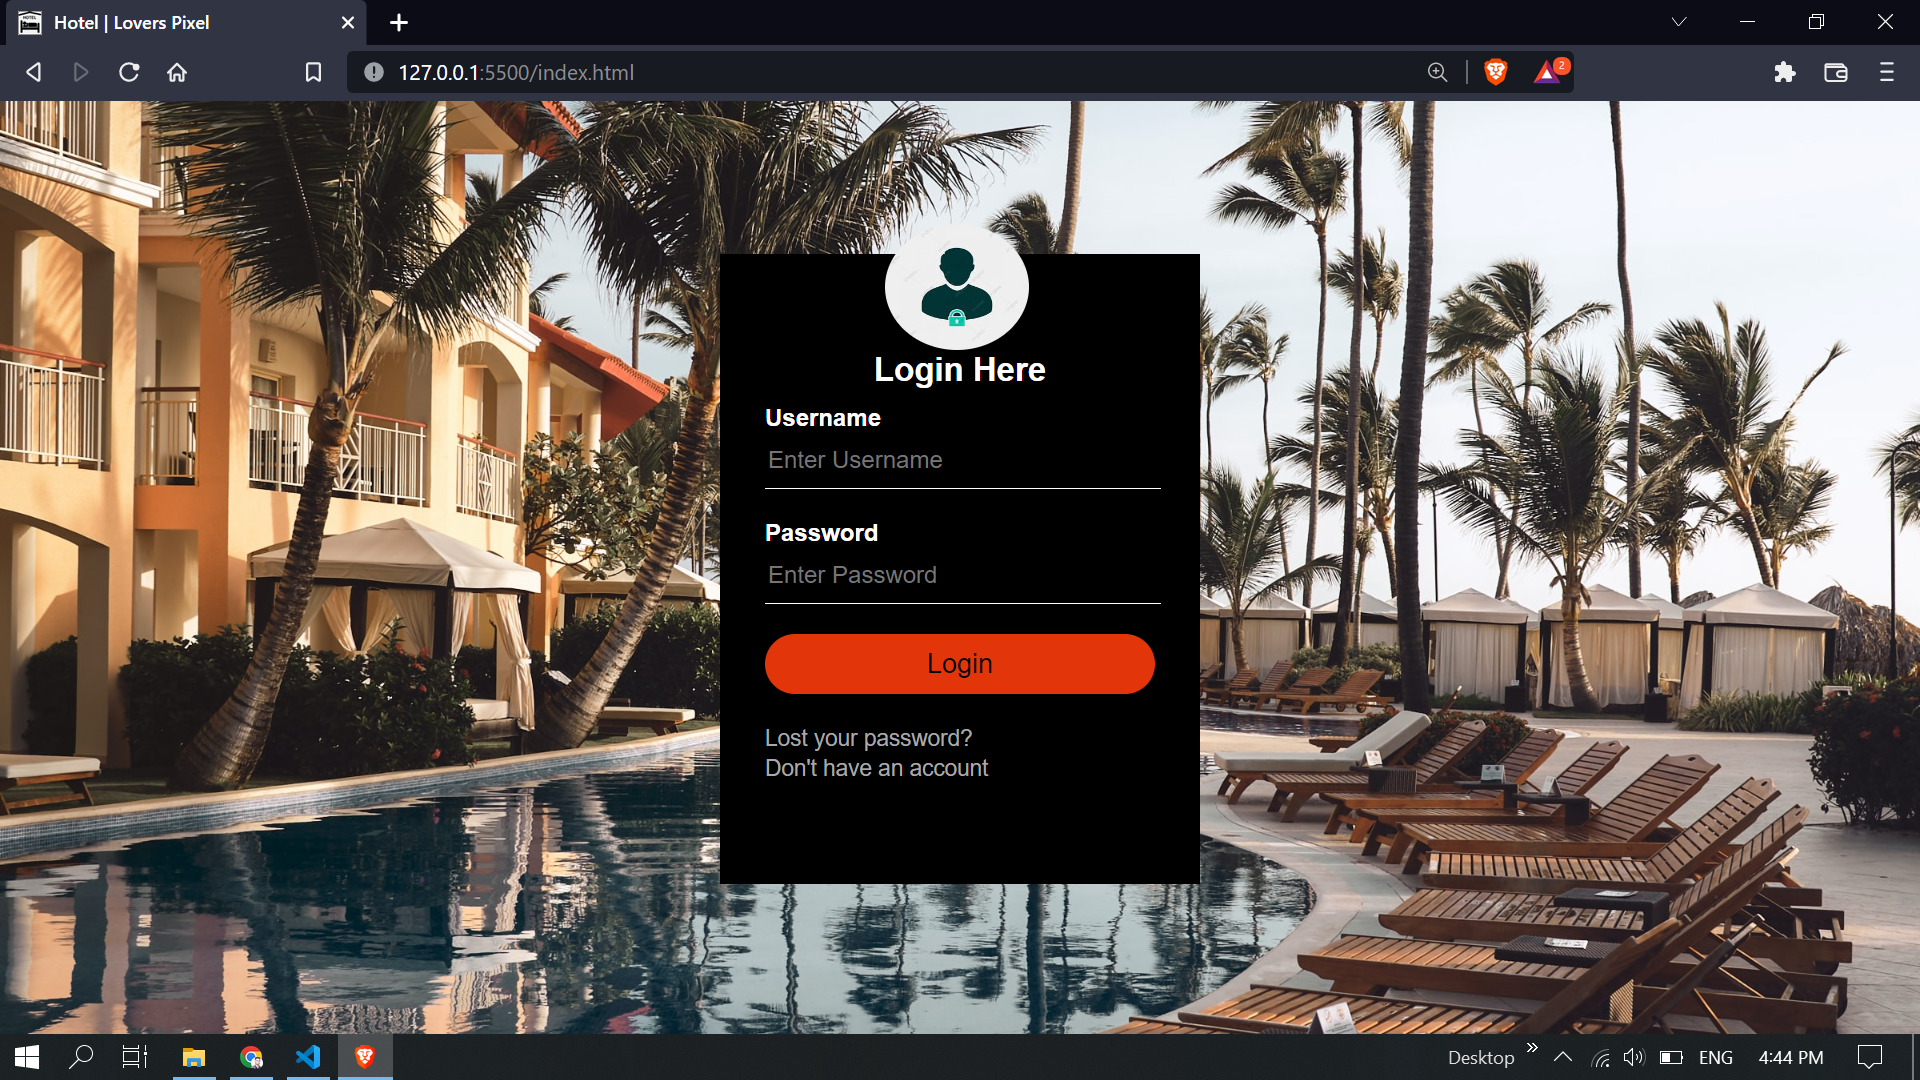 Hotel | Lovers Pixel
127.0.0.1:5500/index.html
2
Login Here
Username
Enter Username
Password
Enter Password
Login
Lost your password?
Don't have an account
Desktop
ENG
4:44 PM